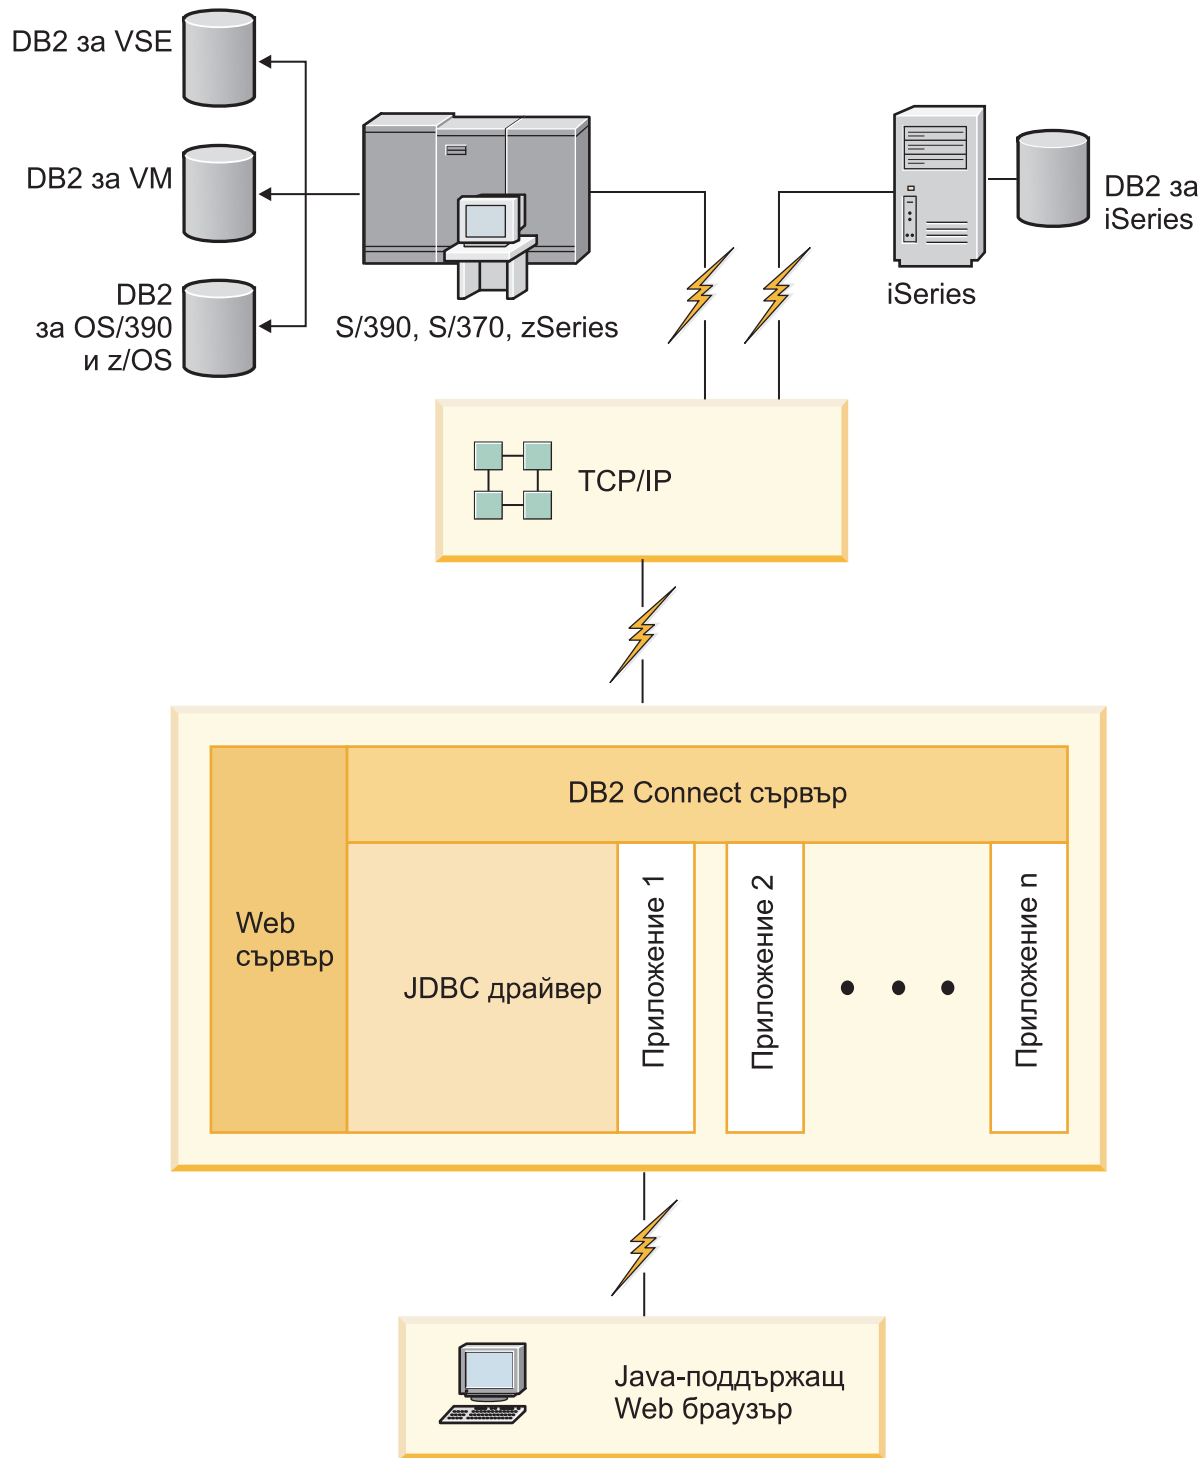 DB2 за VSE
DB2 за VM
DB2
за OS/390
и z/OS
S/390, S/370, zSeries
iSeries
DB2 за
iSeries
TCP/IP
DB2 Connect сървър
Web
сървър
JDBC драйвер
Приложение 1
Приложение 2
Приложение n
Java-поддържащ
Web браузър